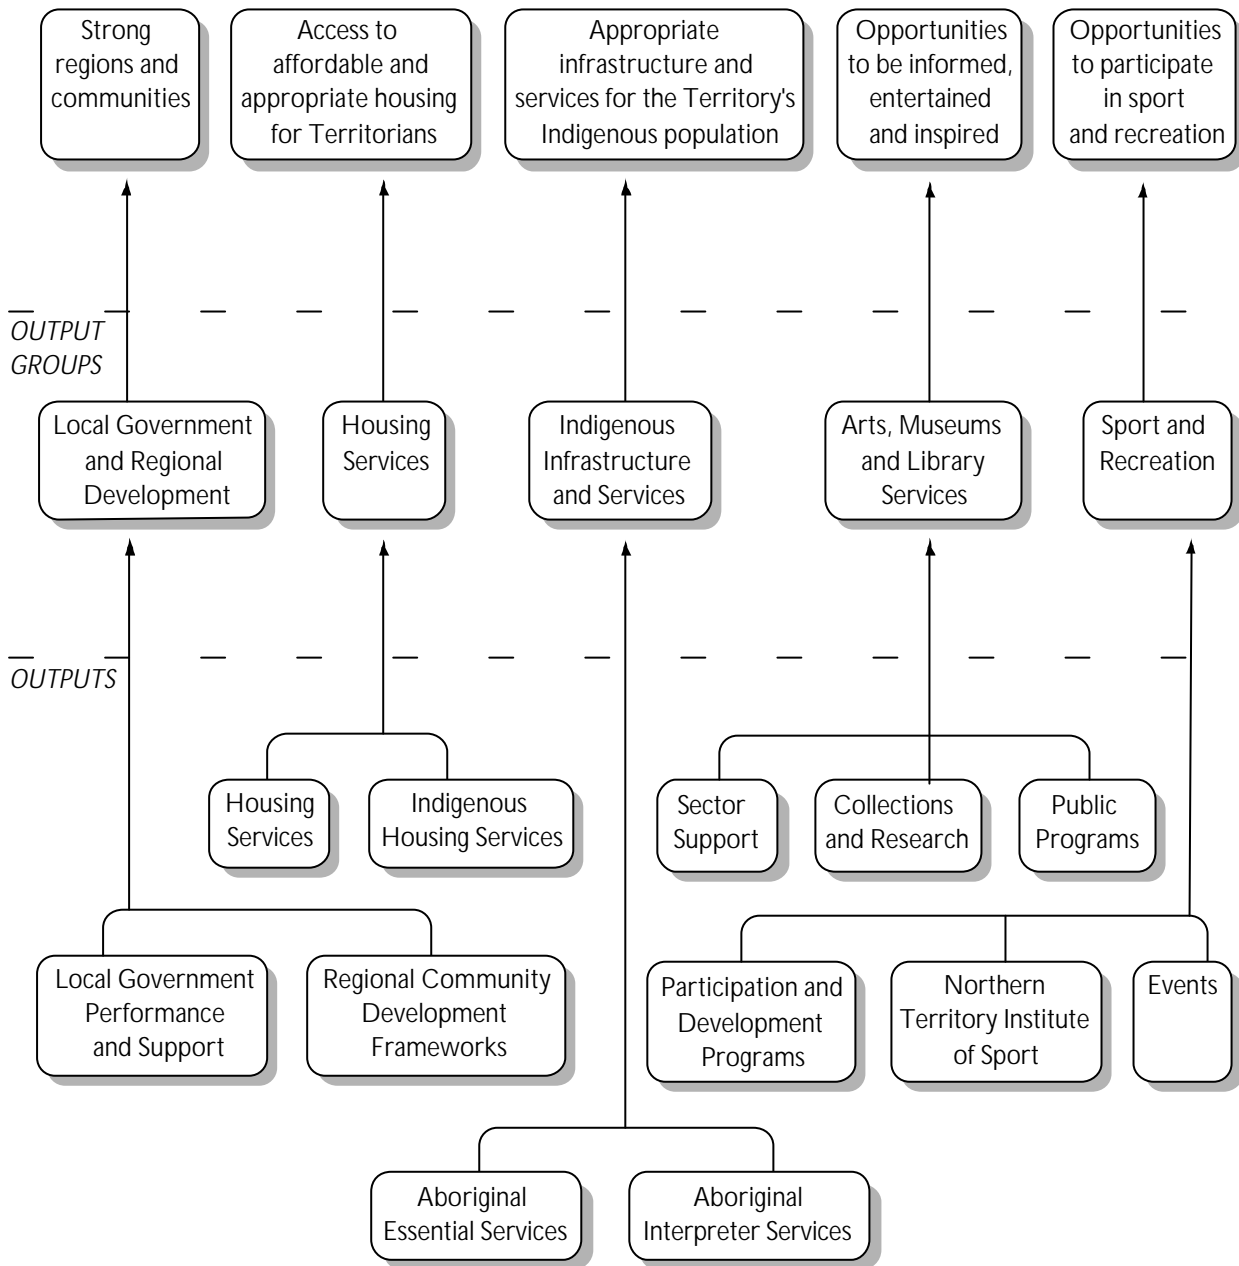 Strong
regions and
communities
Access to
affordable and
appropriate housing
for Territorians
Appropriate
infrastructure and
services for the Territory's
Indigenous population
Opportunities
to be informed,
entertained
and inspired
Opportunities
to participate
in sport
and recreation
OUTPUT
GROUPS
Local Government
and Regional
Development
Housing
Services
Indigenous
Infrastructure
and Services
Arts, Museums
and Library
Services
Sport and
Recreation
OUTPUTS
Housing
Services
Indigenous
Housing Services
Sector
Support
Collections
and Research
Public
Programs
Local Government
Performance
and Support
Regional Community
Development
Frameworks
Participation and
Development
Programs
Northern
Territory Institute
of Sport
Events
Aboriginal
Essential Services
Aboriginal
Interpreter Services